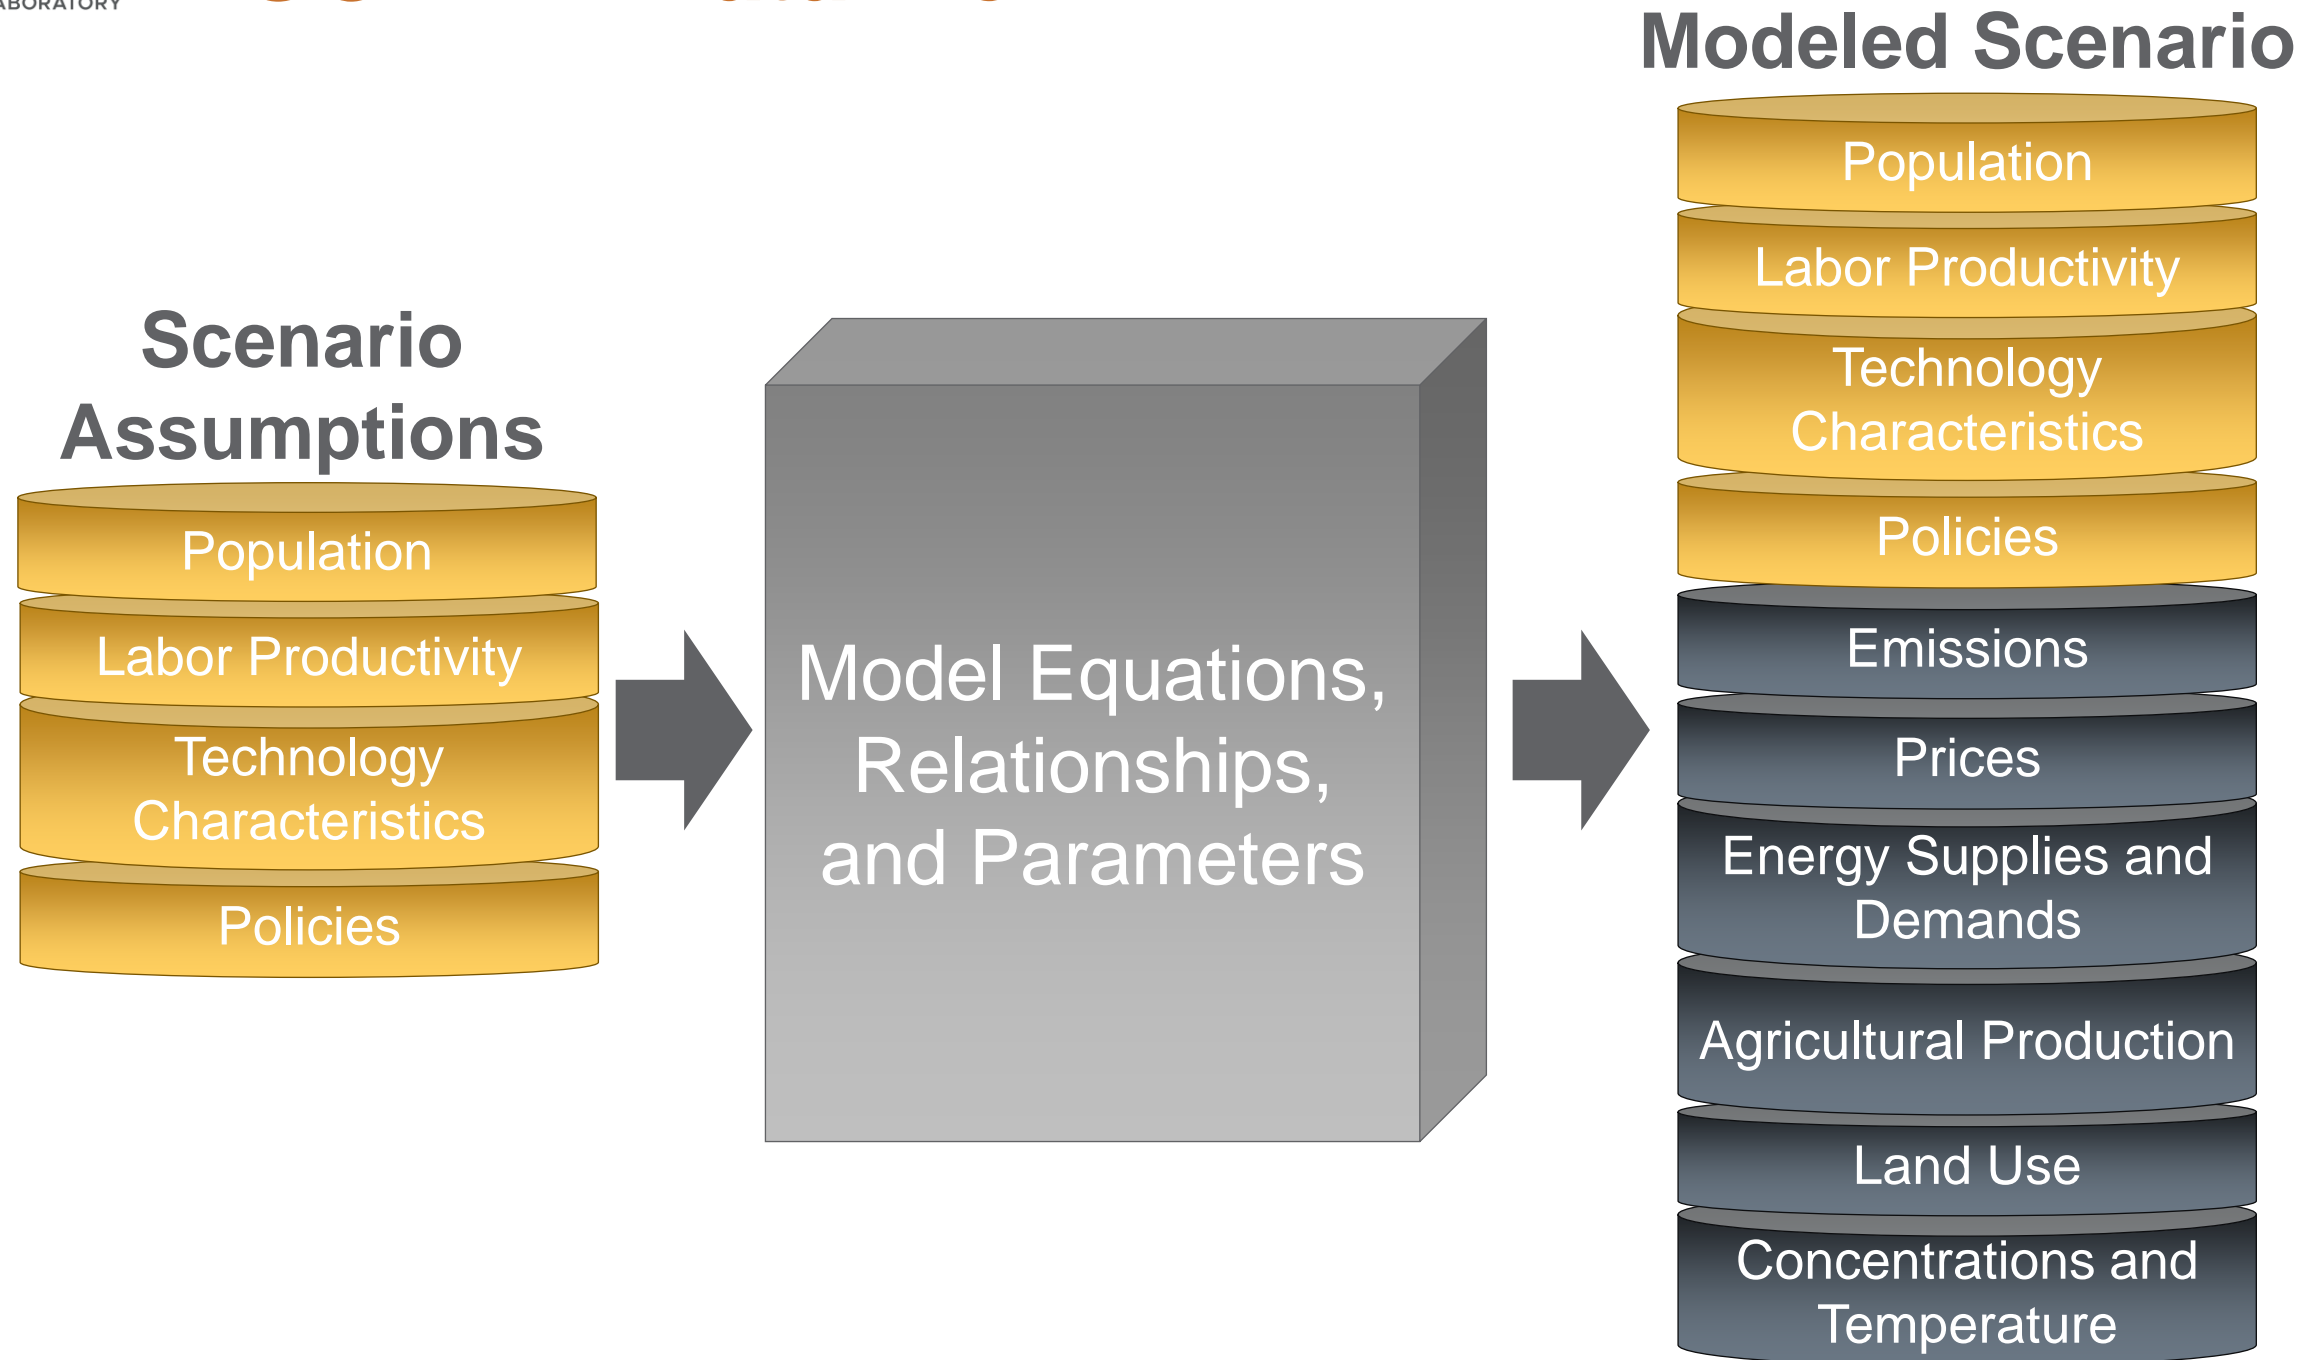 Modeled Scenario
Population
Labor Productivity
Technology
Characteristics
Policies
Emissions
Prices
Energy Supplies and
Demands
Agricultural Production
Land Use
Concentrations and
Temperature
Scenario
Assumptions
Population
Labor Productivity
Technology
Characteristics
Policies
Model Equations,
Relationships,
and Parameters